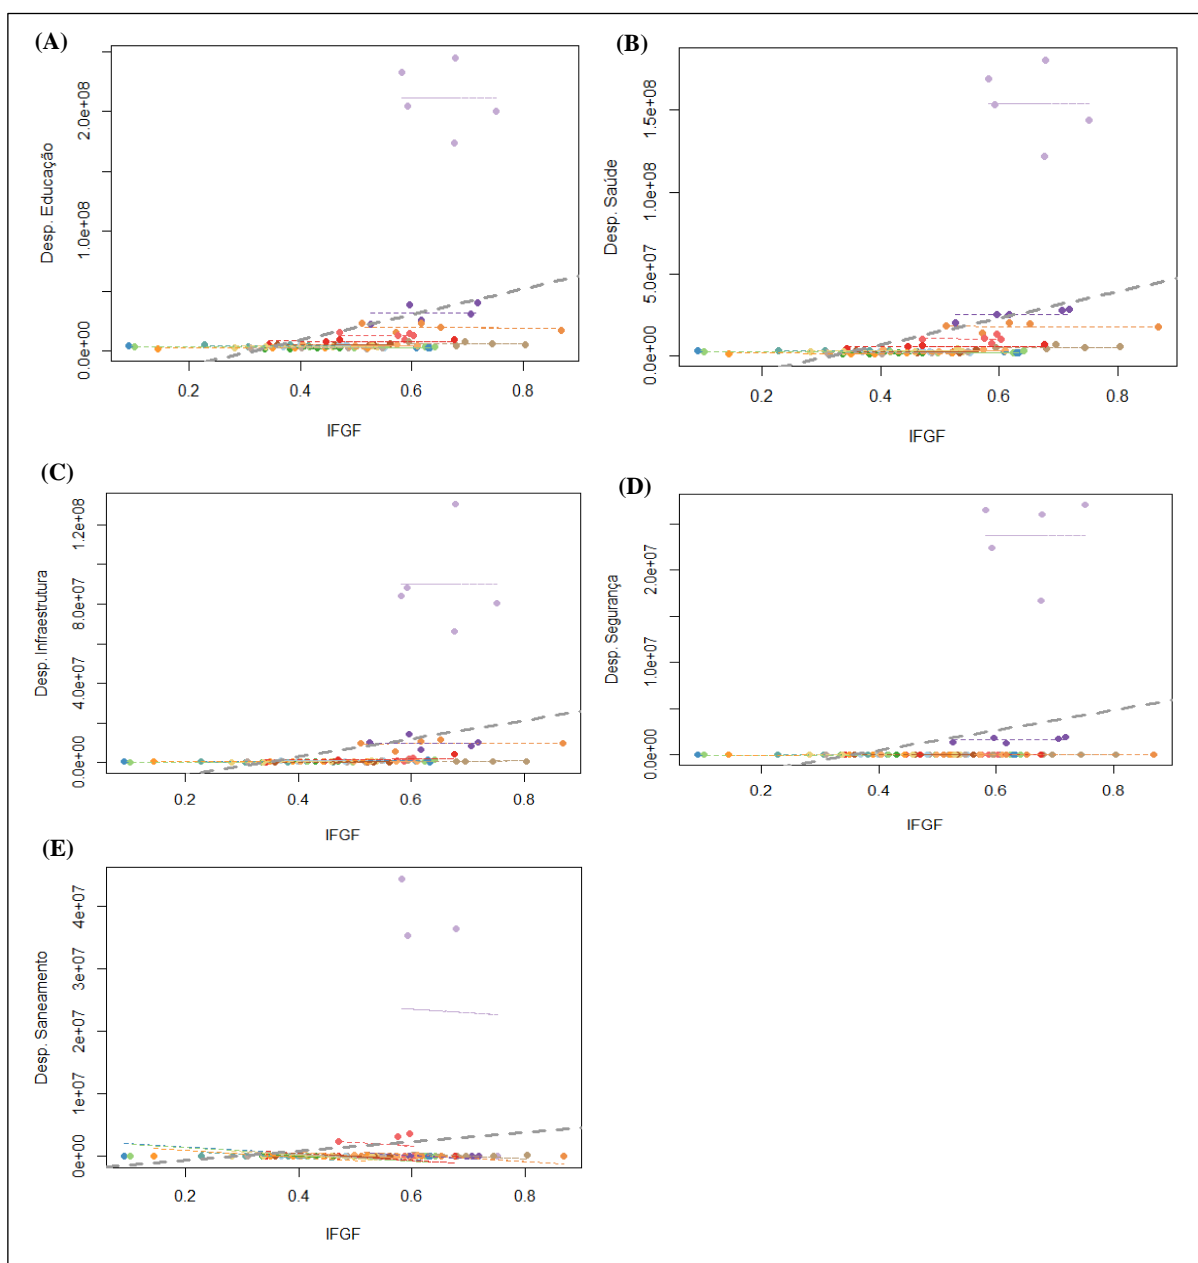 (A)
Desp. Educação
0.0e+00
1.0e+08
2.0e+08
0.2 0.4 0.6 0.8
IFGF
(B)
Desp. Saúde
0.0e+00
5.0e+07
1.0e+08
1.5e+08
0.2 0.4 0.6 0.8
IFGF
(C)
Desp. Infraestrutura
0.0e+00
4.0e+07
8.0e+07
1.2e+08
0.2 0.4 0.6 0.8
IFGF
(D)
Desp. Segurança
0.0e+00
1.0e+07
2.0e+07
0.2 0.4 0.6 0.8
IFGF
(E)
Desp. Saneamento
0e+00
1e+07
2e+07
3e+07
4e+07
0.2 0.4 0.6 0.8
IFGF